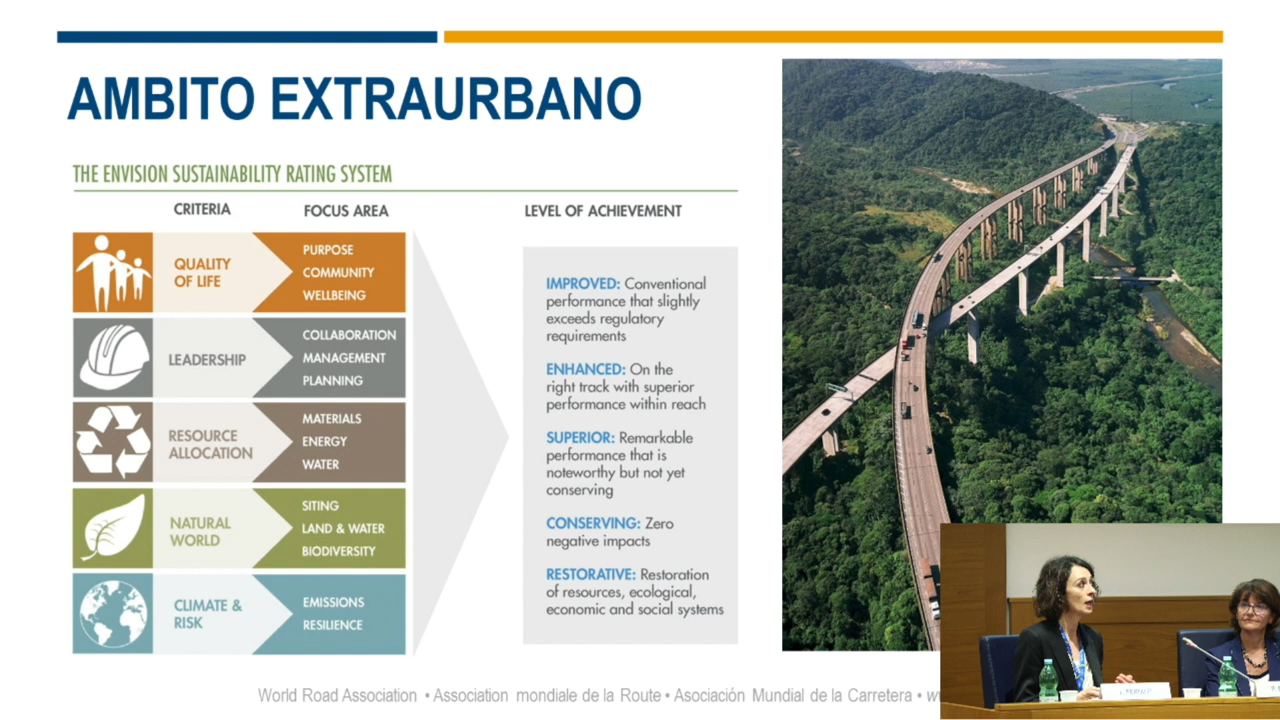 AMBITO EXTRAURBANO
THE ENVISION SUSTAINABILITY RATING SYSTEM
CRITERIA
FOCUS AREA
LEVEL OF ACHIEVEMENT
QUALITY
OF LIFE
PURPOSE
COMMUNITY
WELLBEING
LEADERSHIP
COLLABORATION
MANAGEMENT
PLANNING
RESOURCE
ALLOCATION
MATERIALS
ENERGY
WATER
NATURAL
WORLD
SITING
LAND & WATER
BIODIVERSITY
CLIMATE &
RISK
EMISSIONS
RESILIENCE
IMPROVED: Conventional
performance that slightly
exceeds regulatory
requirements
ENHANCED: On the
right track with superior
performance within reach
SUPERIOR: Remarkable
performance that is
noteworthy but not yet
conserving
CONSERVING: Zero
negative impacts
RESTORATIVE: Restoration
of resources, ecological,
economic and social systems
World Road Association • Association mondiale de la Route • Asociación Mundial de la Carretera •